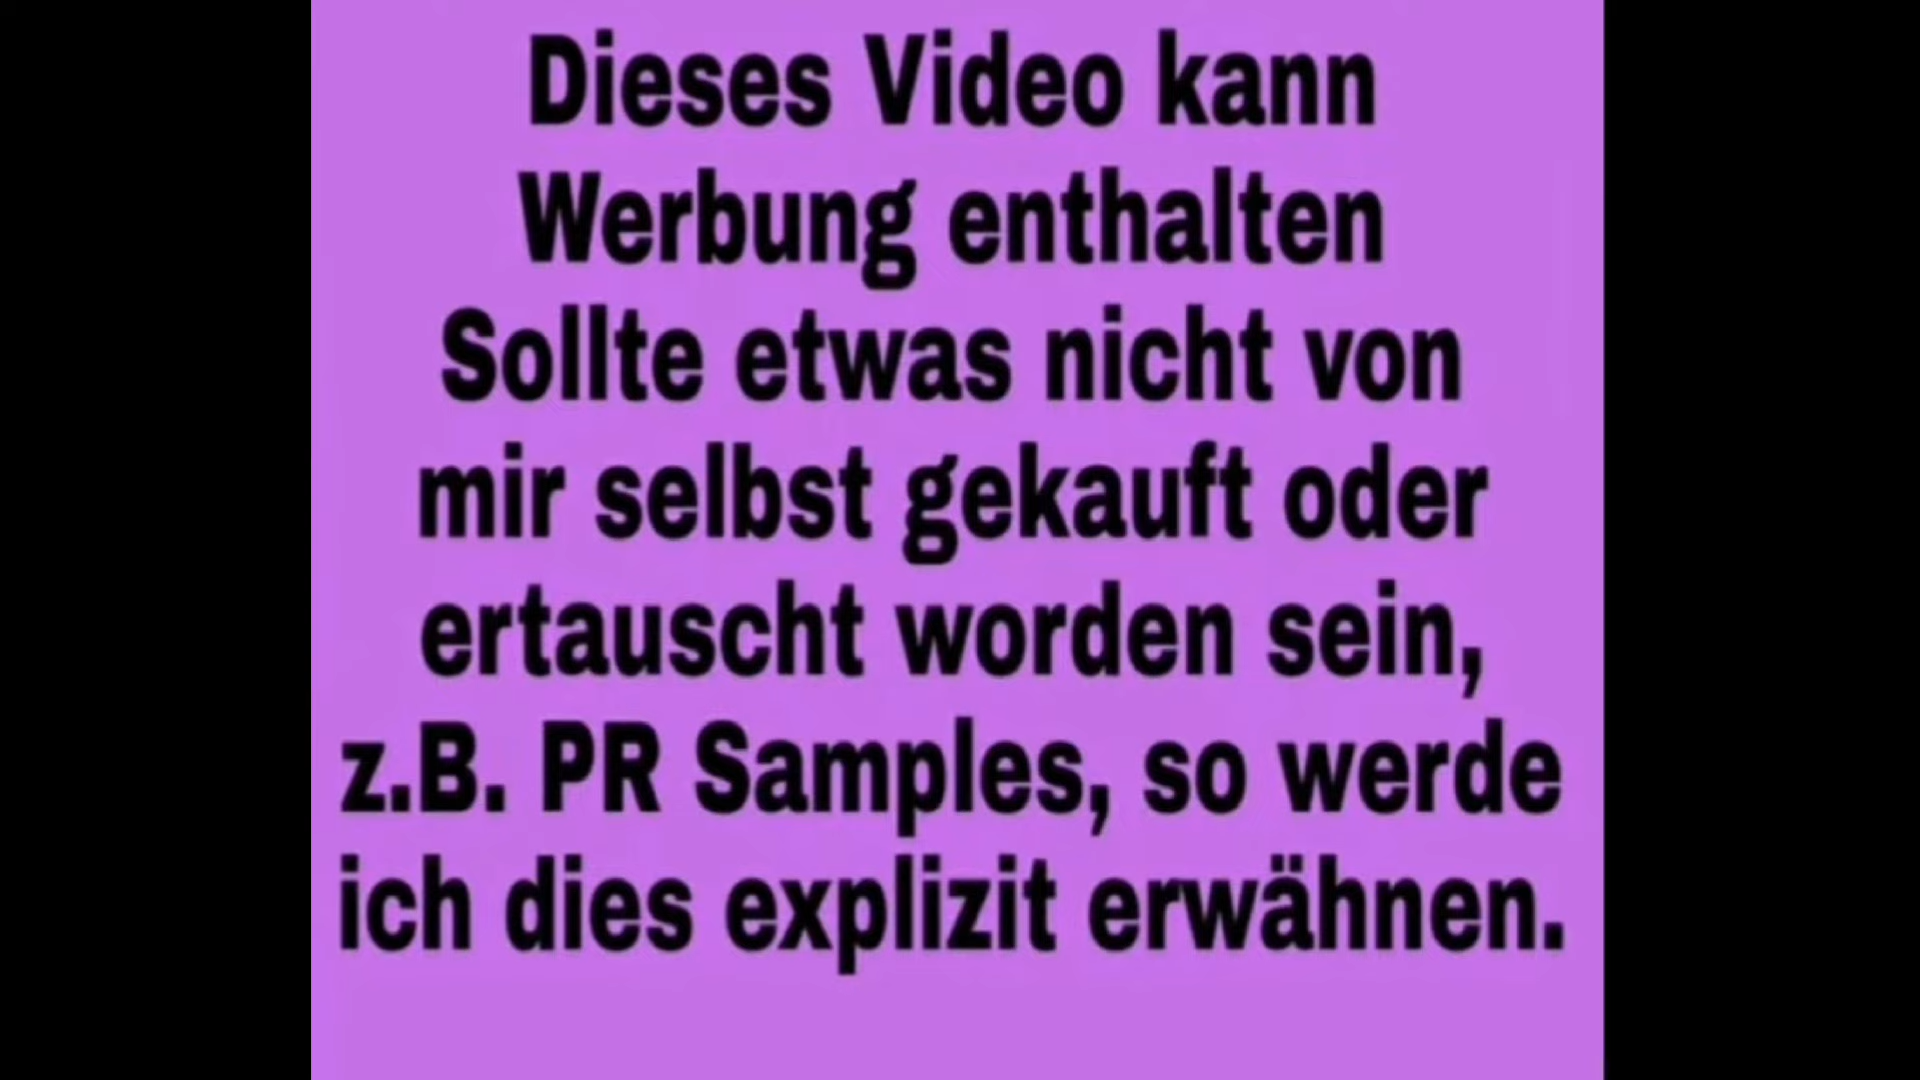 Dieses Video kann
Werbung enthalten
Sollte etwas nicht von
mir selbst gekauft oder
ertauscht worden sein,
z.B. PR Samples, so werde
ich dies explizit erwähnen.